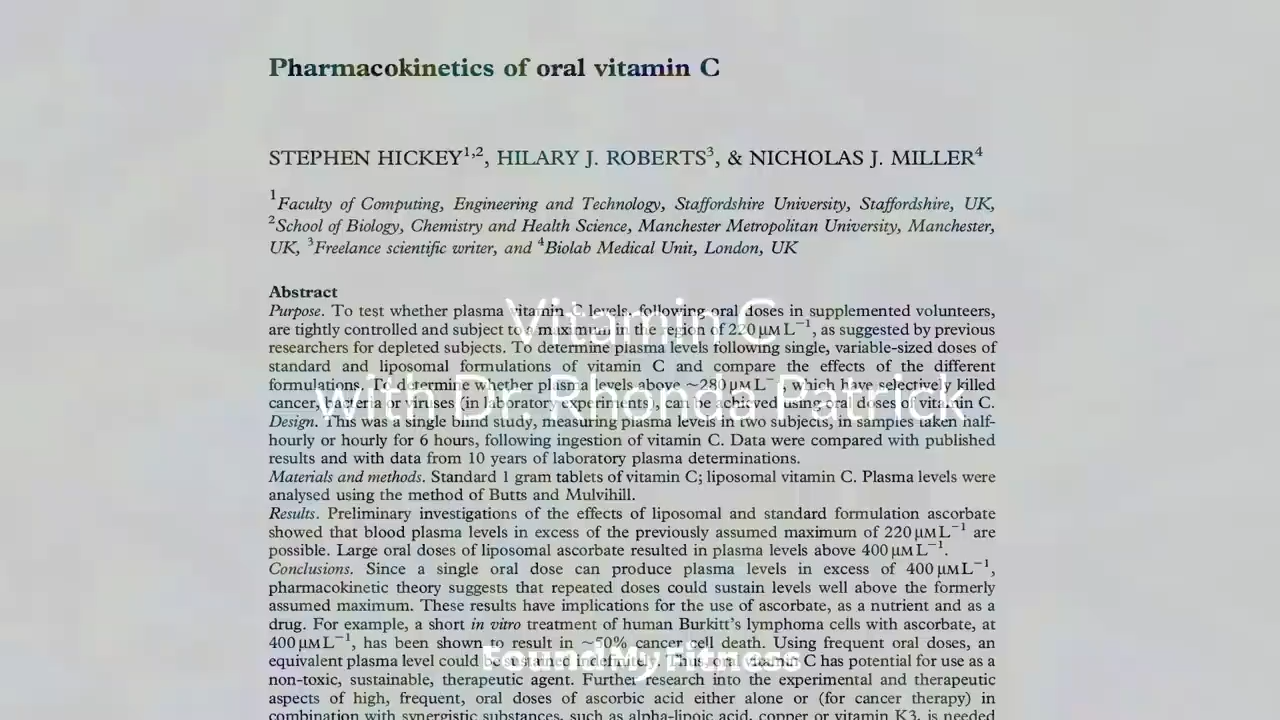 Pharmacokinetics of oral vitamin C
STEPHEN HICKEY1,2, HILARY J. ROBERTS3, & NICHOLAS J. MILLER4
1Faculty of Computing, Engineering and Technology, Staffordshire University, Staffordshire, UK,
2School of Biology, Chemistry and Health Science, Manchester Metropolitan University, Manchester,
UK, 3Freelance scientific writer, and 4Biolab Medical Unit, London, UK
Abstract
Purpose. To test whether plasma vitamin C levels, following oral doses in supplemented volunteers,
are tightly controlled and subject to a maximum in the region of 220 μM L−1, as suggested by previous
researchers for depleted subjects. To determine plasma levels following single, variable-sized doses of
standard and liposomal formulations of vitamin C and compare the effects of the different
formulations. To determine whether plasma levels above ~280 μM L−1, which have selectively killed
cancer, bacteria or viruses (in laboratory experiments), can be achieved using oral doses of vitamin C.
Design. This was a single blind study, measuring plasma levels in two subjects, in samples taken half-
hourly or hourly for 6 hours, following ingestion of vitamin C. Data were compared with published
results and with data from 10 years of laboratory plasma determinations.
Materials and methods. Standard 1 gram tablets of vitamin C; liposomal vitamin C. Plasma levels were
analysed using the method of Butts and Mulvihill.
Results. Preliminary investigations of the effects of liposomal and standard formulation ascorbate
showed that blood plasma levels in excess of the previously assumed maximum of 220 μM L−1 are
possible. Large oral doses of liposomal ascorbate resulted in plasma levels above 400 μM L−1.
Conclusions. Since a single oral dose can produce plasma levels in excess of 400 μM L−1,
pharmacokinetic theory suggests that repeated doses could sustain levels well above the formerly
assumed maximum. These results have implications for the use of ascorbate, as a nutrient and as a
drug. For example, a short in vitro treatment of human Burkitt's lymphoma cells with ascorbate, at
400 μM L−1, has been shown to result in ~50% cancer cell death. Using frequent oral doses, an
equivalent plasma level could be sustained indefinitely. Thus, oral vitamin C has potential for use as a
non-toxic, sustainable, therapeutic agent. Further research into the experimental and therapeutic
aspects of high, frequent, oral doses of ascorbic acid either alone or (for cancer therapy) in
combination with synergistic substances, such as alpha-lipoic acid, copper or vitamin K3, is needed
Vitamin C
with Dr. Rhonda Patrick
FoundMyFitness